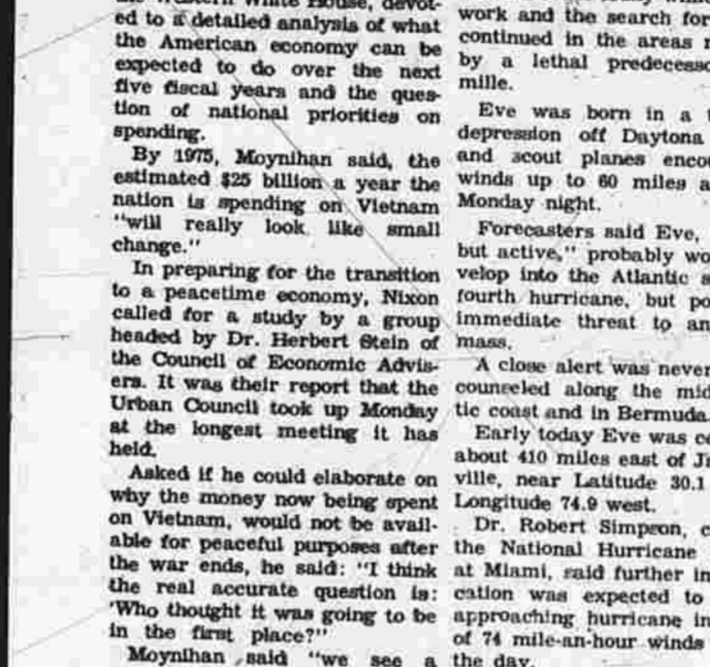 Western White House, devot-
ed to a detailed analysis of what
the American economy can be
expected to do over the next
five fiscal years and the ques-
tion of national priorities on
spending.
By 1975, Moynihan said, the
estimated $25 billion a year the
nation is spending on Vietnam
"will really look like small
change."
In preparing for the transition
to a peacetime economy, Nixon
called for a study by a group
headed by Dr. Herbert Stein of
the Council of Economic Advis-
ers. It was their report that the
Urban Council took up Monday
at the longest meeting it has
held.
Asked if he could elaborate on
why the money now being spent
on Vietnam, would not be avail-
able for peaceful purposes after
the war ends, he said: "I think
the real accurate question is:
'Who thought it was going to be
in the first place?"
Moynihan said "we see a
work and the search for
continued in the areas
by a lethal predecesso
mille.
Eve was born in a
depression off Daytona
and scout planes enco
winds up to 60 miles a
Monday night.
Forecasters said Eve,
but active," probably wo
velop into the Atlantic s
fourth hurricane, but po
immediate threat to an
mass.
A close alert was never
counseled along the mid
tic coast and in Bermuda.
Early today Eve was ce
about 410 miles east of Ja
ville, near Latitude 30.1
Longitude 74.9 west.
Dr. Robert Simpson, c
the National Hurricane
at Miami, said further in
cation was expected to
approaching hurricane in
of 74 mile-an-hour winds
the day.